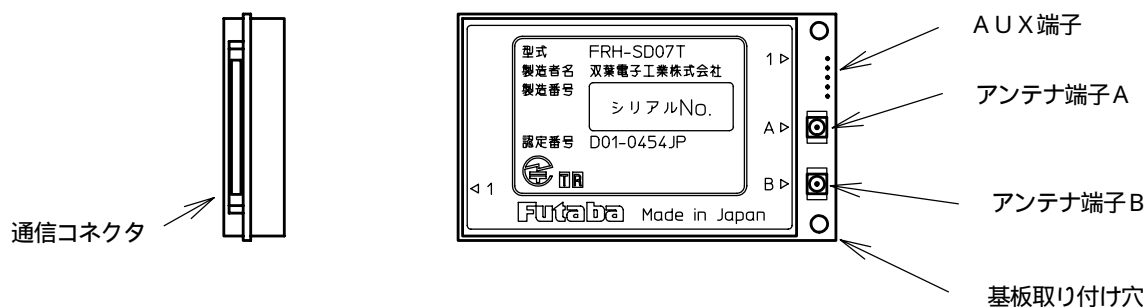 AUX端子
型式 FRH-SD07T
製造者名 双葉電子工業株式会社
製造番号
シリアルNo.
認定番号 D01-0454JP
T R
1
アンテナ端子A
A
アンテナ端子B
B
1
Futaba Made in Japan
通信コネクタ
基板取り付け穴